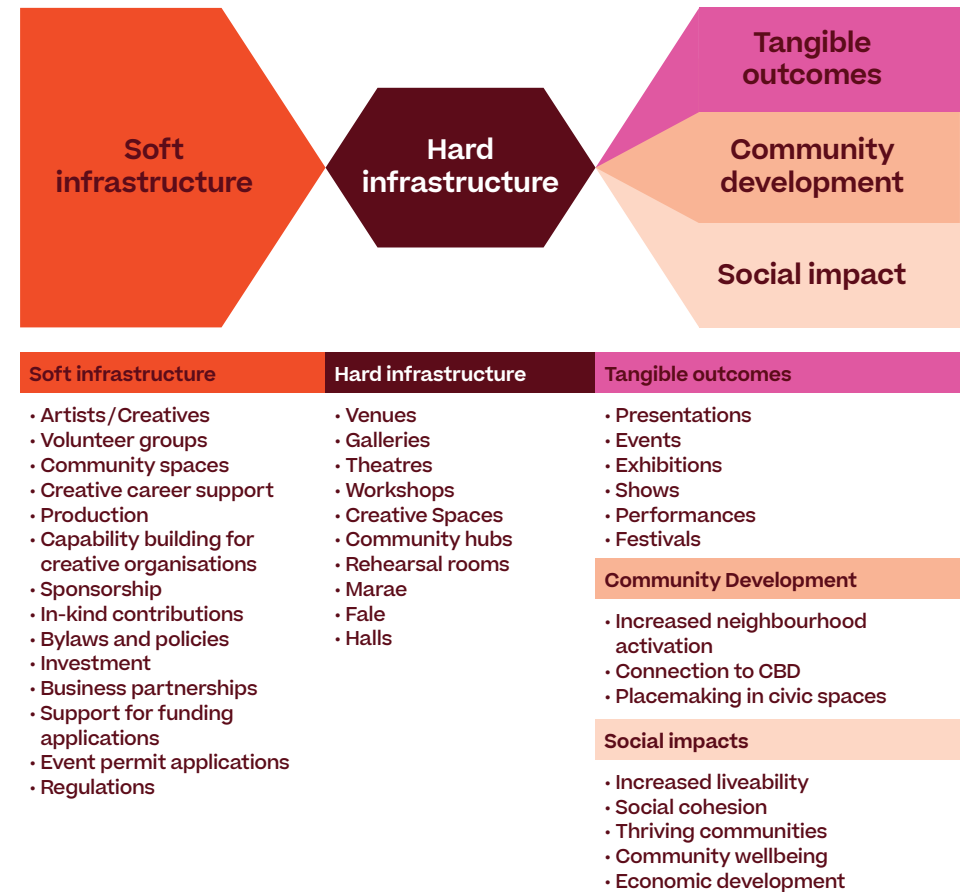 Soft
infrastructure
Hard
infrastructure
Tangible
outcomes
Community
development
Social impact
Soft infrastructure
• Artists/Creatives
• Volunteer groups
• Community spaces
• Creative career support
• Production
• Capability building for
creative organisations
• Sponsorship
• In-kind contributions
• Bylaws and policies
• Investment
• Business partnerships
• Support for funding
applications
• Event permit applications
• Regulations
Hard infrastructure
• Venues
• Galleries
• Theatres
• Workshops
• Creative Spaces
• Community hubs
• Rehearsal rooms
• Marae
• Fale
• Halls
Tangible outcomes
• Presentations
• Events
• Exhibitions
• Shows
• Performances
• Festivals
Community Development
• Increased neighbourhood
activation
• Connection to CBD
• Placemaking in civic spaces
Social impacts
• Increased liveability
• Social cohesion
• Thriving communities
• Community wellbeing
• Economic development